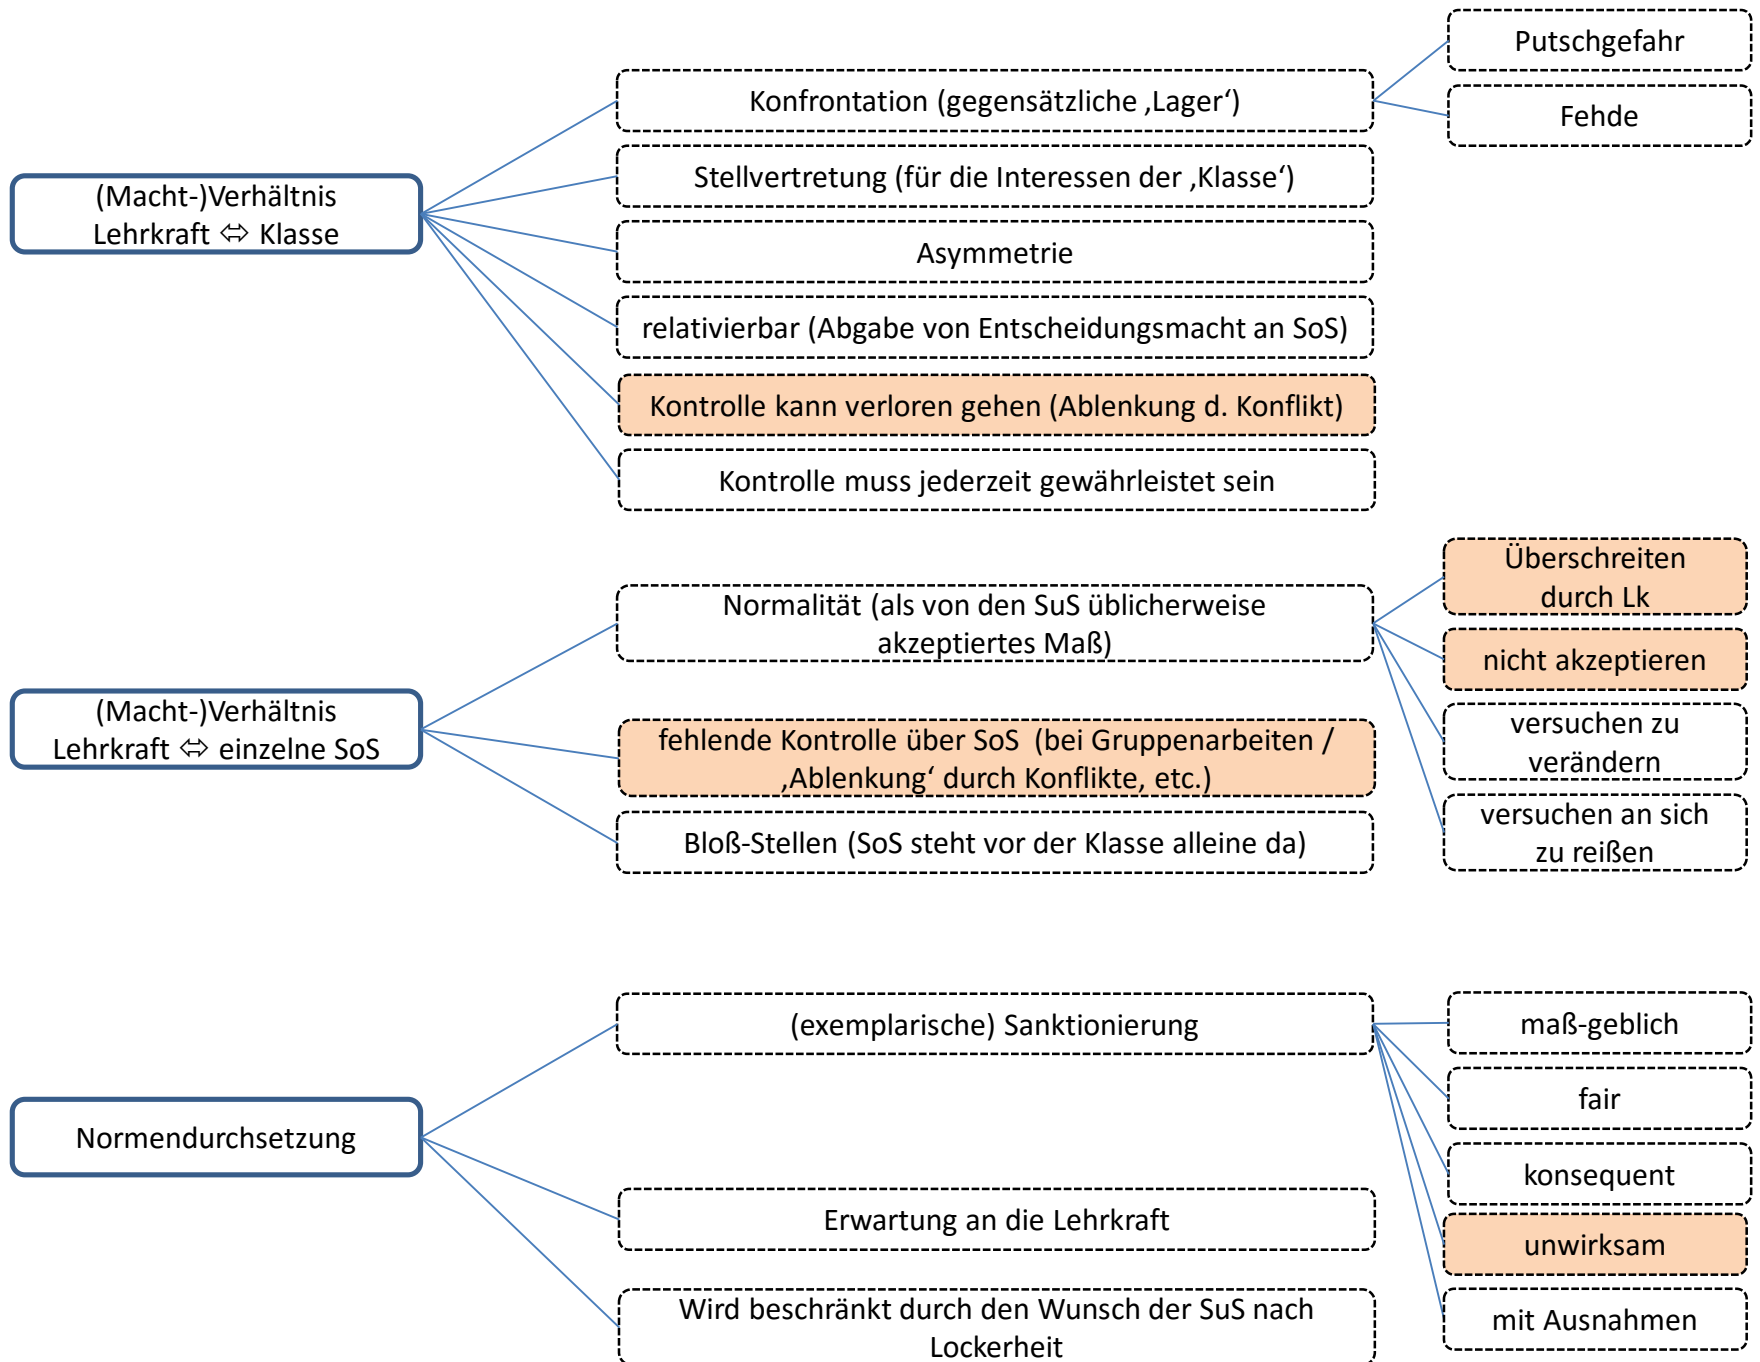 (Macht-)Verhältnis
Lehrkraft ⬄ Klasse
Konfrontation (gegensätzliche ‚Lager‘)
Putschgefahr
Fehde
Stellvertretung (für die Interessen der ‚Klasse‘)
Asymmetrie
relativierbar (Abgabe von Entscheidungsmacht an SoS)
Kontrolle kann verloren gehen (Ablenkung d. Konflikt)
Kontrolle muss jederzeit gewährleistet sein
(Macht-)Verhältnis
Lehrkraft ⬄ einzelne SoS
Normalität (als von den SuS üblicherweise
akzeptiertes Maß)
Überschreiten
durch Lk
nicht akzeptieren
versuchen zu
verändern
versuchen an sich
zu reißen
fehlende Kontrolle über SoS (bei Gruppenarbeiten /
‚Ablenkung‘ durch Konflikte, etc.)
Bloß-Stellen (SoS steht vor der Klasse alleine da)
Normendurchsetzung
(exemplarische) Sanktionierung
maß-geblich
fair
konsequent
unwirksam
mit Ausnahmen
Erwartung an die Lehrkraft
Wird beschränkt durch den Wunsch der SuS nach
Lockerheit